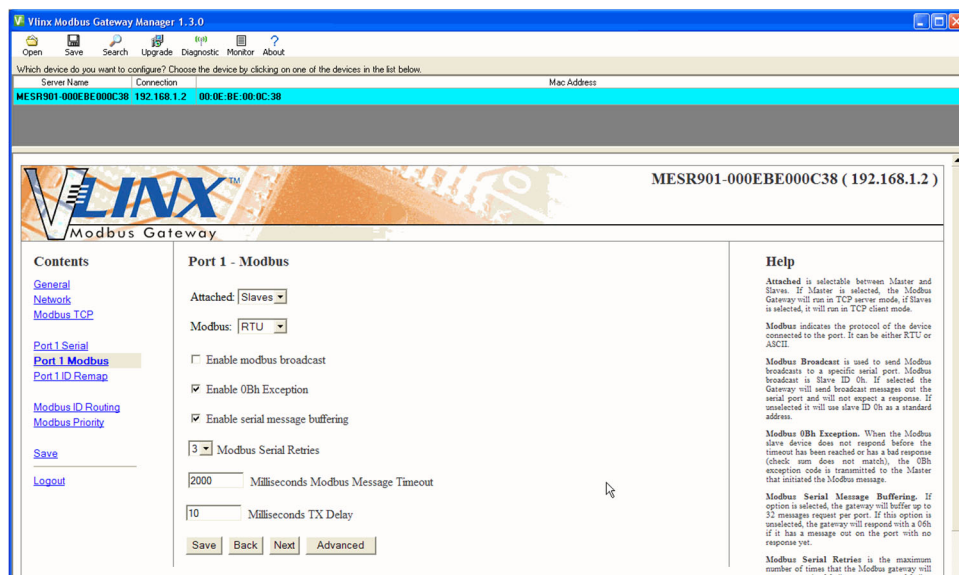 Vlinx Modbus Gateway Manager 1.3.0
Open Save Search Upgrade Diagnostic Monitor About
Which device do you want to configure? Choose the device by clicking on one of the devices in the list below.
Server Name Connection Mac Address
MESR901-000EBE000C38 192.168.1.2 00:0E:BE:00:0C:38
VLINX TM
Modbus Gateway
MESR901-000EBE000C38 ( 192.168.1.2 )
Contents
General
Network
Modbus TCP
Port 1 Serial
Port 1 Modbus
Port 1 ID Remap
Modbus ID Routing
Modbus Priority
Save
Logout
Port 1 - Modbus
Attached: Slaves
Modbus: RTU
Enable modbus broadcast
Enable 0Bh Exception
Enable serial message buffering
3 Modbus Serial Retries
2000 Milliseconds Modbus Message Timeout
10 Milliseconds TX Delay
Save Back Next Advanced
Help
Attached is selectable between Master and
Slaves. If Master is selected, the Modbus
Gateway will run in TCP server mode, if Slaves
is selected, it will run in TCP client mode.
Modbus indicates the protocol of the device
connected to the port. It can be either RTU or
ASCII.
Modbus Broadcast is used to send Modbus
broadcasts to a specific serial port. Modbus
broadcast is Slave ID 0h. If selected the
Gateway will send broadcast messages out the
serial port and will not expect a response. If
unselected it will use slave ID 0h as a standard
address.
Modbus 0Bh Exception. When the Modbus
slave device does not respond before the
timeout has been reached or has a bad response
(check sum does not match), the 0Bh
exception code is transmitted to the Master
that initiated the Modbus message.
Modbus Serial Message Buffering. If
option is selected, the gateway will buffer up to
32 messages request per port. If this option is
unselected, the gateway will respond with a 06h
if it has a message out on the port with no
response yet.
Modbus Serial Retries is the maximum
number of times that the Modbus gateway will